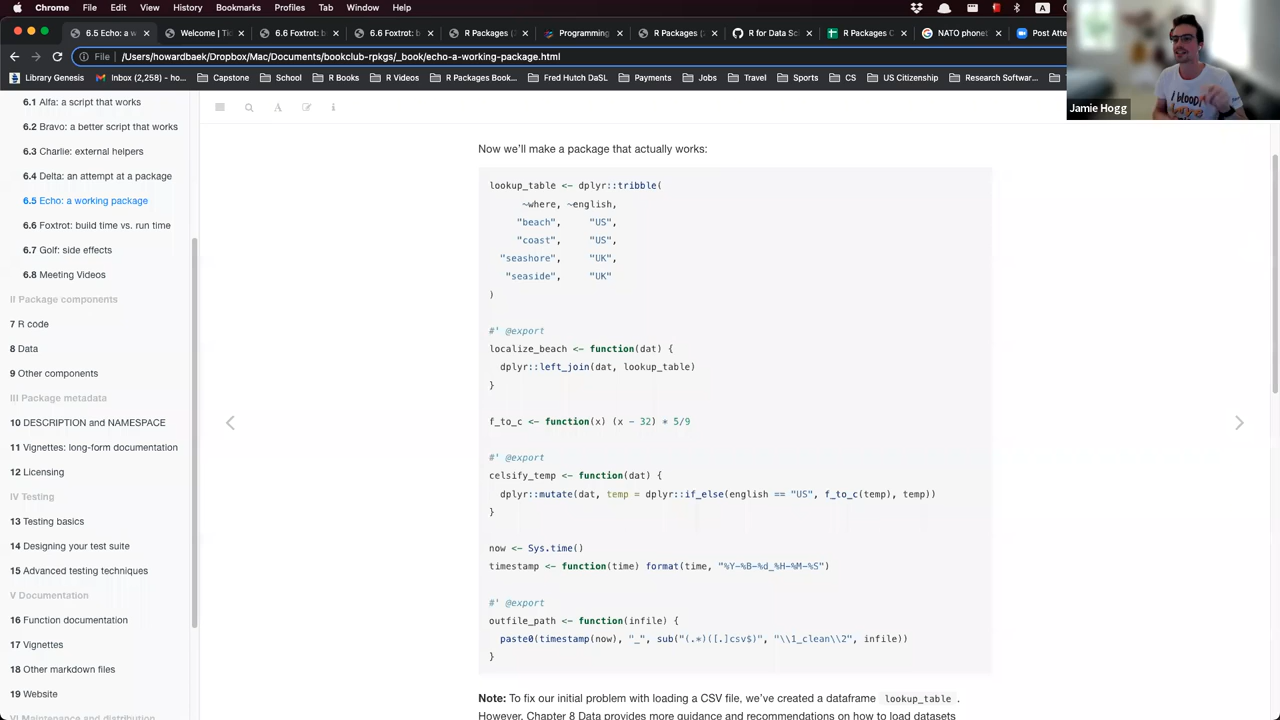 Chrome File Edit View History Bookmarks Profiles Tab Window Help
6.5 Echo: a w × Welcome | Ti × 6.6 Foxtrot: b × 6.6 Foxtrot: b × R Packages (2 × Programming × R Packages (2 × R for Data Sc × R Packages C × NATO phonet × Post Atte
File /Users/howardbaek/Dropbox/Mac/Documents/bookclub-rpkgs/_book/echo-a-working-package.html
Library Genesis Inbox (2,258) - ho Capstone School R Books R Videos Fred Hutch DaSL Payments Jobs Travel Sports CS US Citizenship Research Softwar...
Jamie Hogg
6.1 Alfa: a script that works
6.2 Bravo: a better script that works
6.3 Charlie: external helpers
6.4 Delta: an attempt at a package
6.5 Echo: a working package
6.6 Foxtrot: build time vs. run time
6.7 Golf: side effects
6.8 Meeting Videos
II Package components
7 R code
8 Data
9 Other components
III Package metadata
10 DESCRIPTION and NAMESPACE
11 Vignettes: long-form documentation
12 Licensing
IV Testing
13 Testing basics
14 Designing your test suite
15 Advanced testing techniques
V Documentation
16 Function documentation
17 Vignettes
18 Other markdown files
19 Website
VI Maintenance and distribution
Now we'll make a package that actually works:
lookup_table <- dplyr::tribble(
~where, ~english,
"beach", "US",
"coast", "US",
"seashore", "UK",
"seaside", "UK"
)
#' @export
localize_beach <- function(dat) {
dplyr::left_join(dat, lookup_table)
}
f_to_c <- function(x) (x - 32) * 5/9
#' @export
celsify_temp <- function(dat) {
dplyr::mutate(dat, temp = dplyr::if_else(english == "US", f_to_c(temp), temp))
}
now <- Sys.time()
timestamp <- function(time) format(time, "%Y-%B-%d_%H-%M-%S")
#' @export
outfile_path <- function(infile) {
paste0(timestamp(now), "_", sub("(.*)([.]csv$)", "\\1_clean\\2", infile))
}
Note: To fix our initial problem with loading a CSV file, we've created a dataframe lookup_table .
However, Chapter 8 Data provides more guidance and recommendations on how to load datasets